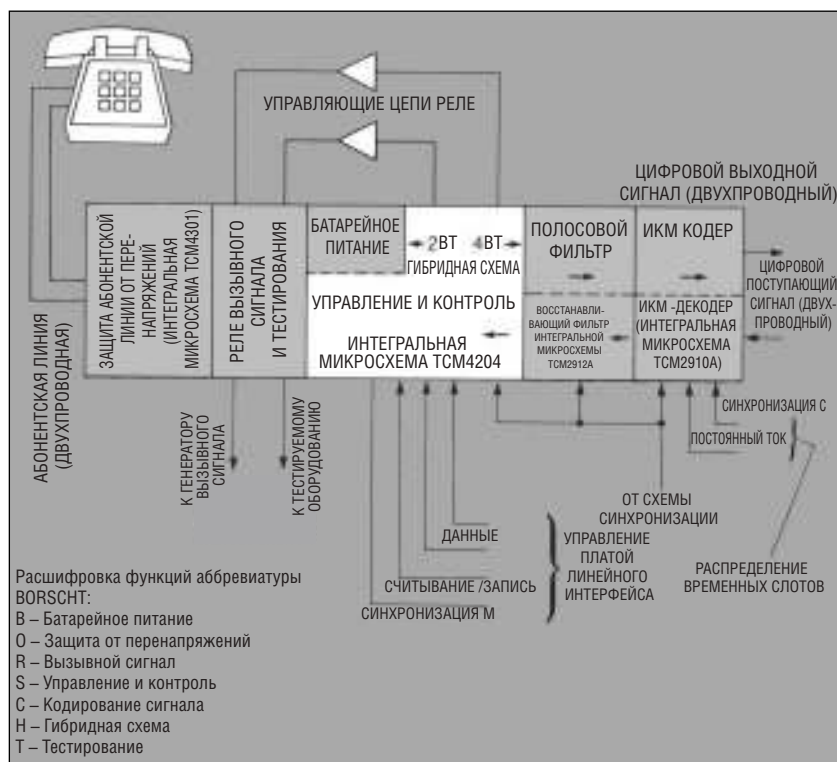 УПРАВЛЯЮЩИЕ ЦЕПИ РЕЛЕ
ЦИФРОВОЙ ВЫХОДНОЙ
СИГНАЛ (ДВУХПРОВОДНЫЙ)
ЗАЩИТА АБОНЕНТСКОЙ
ЛИНИИ ОТ ПЕРЕ-
НАПРЯЖЕНИЙ
(ИНТЕГРАЛЬНАЯ
МИКРОСХЕМА TCM4301)
РЕЛЕ ВЫЗЫВНОГО
СИГНАЛА
И ТЕСТИРОВАНИЯ
БАТАРЕЙНОЕ
ПИТАНИЕ
2ВТ 4ВТ
ГИБРИДНАЯ СХЕМА
УПРАВЛЕНИЕ И КОНТРОЛЬ
ИНТЕГРАЛЬНАЯ
МИКРОСХЕМА TCM4204
ПОЛОСОВОЙ
ФИЛЬТР
ВОССТАНАВЛИ-
ВАЮЩИЙ ФИЛЬТР
ИНТЕГРАЛЬНОЙ
МИКРОСХЕМЫ
TCM2912A
ИКМ КОДЕР
ИКМ -ДЕКОДЕР
(ИНТЕГРАЛЬНАЯ
МИКРОСХЕМА
TCM2910A)
ЦИФРОВОЙ
ПОСТУПАЮЩИЙ
СИГНАЛ (ДВУХ-
ПРОВОДНЫЙ)
АБОНЕНТСКАЯ ЛИНИЯ
(ДВУХПРОВОДНАЯ)
К ГЕНЕРАТОРУ
ВЫЗЫВНОГО
СИГНАЛА
К ТЕСТИРУЕМОМУ
ОБОРУДОВАНИЮ
СИНХРОНИЗАЦИЯ С
ПОСТОЯННЫЙ ТОК
ОТ СХЕМЫ
СИНХРОНИЗАЦИИ
РАСПРЕДЕЛЕНИЕ
ВРЕМЕННЫХ СЛОТОВ
ДАННЫЕ
СЧИТЫВАНИЕ /ЗАПИСЬ
СИНХРОНИЗАЦИЯ М
УПРАВЛЕНИЕ
ПЛАТОЙ
ЛИНЕЙНОГО
ИНТЕРФЕЙСА
Расшифровка функций аббревиатуры
BORSCHT:
B – Батарейное питание
O – Защита от перенапряжений
R – Вызывной сигнал
S – Управление и контроль
C – Кодирование сигнала
H – Гибридная схема
T – Тестирование